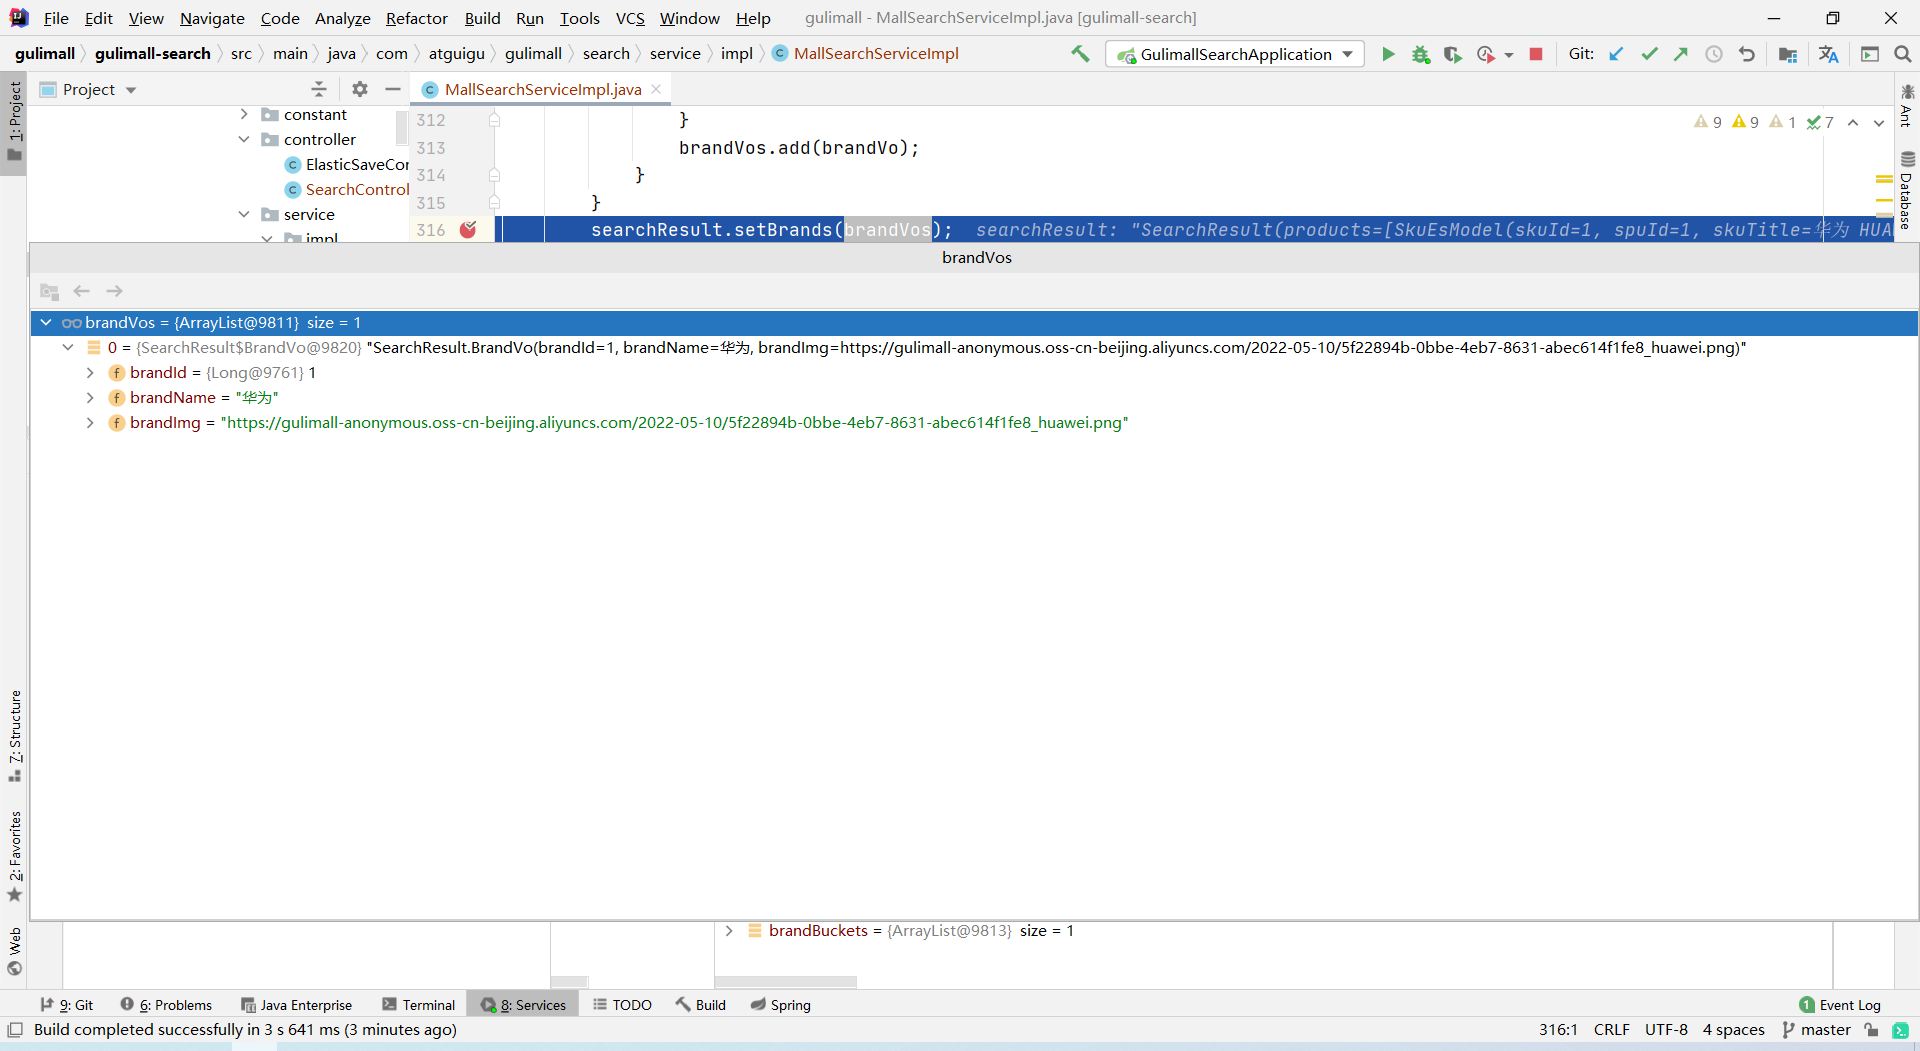 File Edit View Navigate Code Analyze Refactor Build Run Tools VCS Window Help gulimall - MallSearchServiceImpl.java [gulimall-search]
gulimall gulimall-search src main java com atguigu gulimall search service impl MallSearchServiceImpl GulimallSearchApplication Git:
1: Project
Project
MallSearchServiceImpl.java
constant
controller
ElasticSaveCon
SearchControl
service
impl
312 }
313 brandVos.add(brandVo);
314 }
315 }
316 searchResult.setBrands(brandVos); searchResult: "SearchResult(products=[SkuEsModel(skuId=1, spuId=1, skuTitle=华为 HUA
9 9 1 7
Ant
Database
brandVos
brandVos = {ArrayList@9811} size = 1
0 = {SearchResult$BrandVo@9820} "SearchResult.BrandVo(brandId=1, brandName=华为, brandImg=https://gulimall-anonymous.oss-cn-beijing.aliyuncs.com/2022-05-10/5f22894b-0bbe-4eb7-8631-abec614f1fe8_huawei.png)"
brandId = {Long@9761} 1
brandName = "华为"
brandImg = "https://gulimall-anonymous.oss-cn-beijing.aliyuncs.com/2022-05-10/5f22894b-0bbe-4eb7-8631-abec614f1fe8_huawei.png"
7: Structure
2: Favorites
Web
brandBuckets = {ArrayList@9813} size = 1
9: Git 6: Problems Java Enterprise Terminal 8: Services TODO Build Spring 1 Event Log
Build completed successfully in 3 s 641 ms (3 minutes ago) 316:1 CRLF UTF-8 4 spaces master